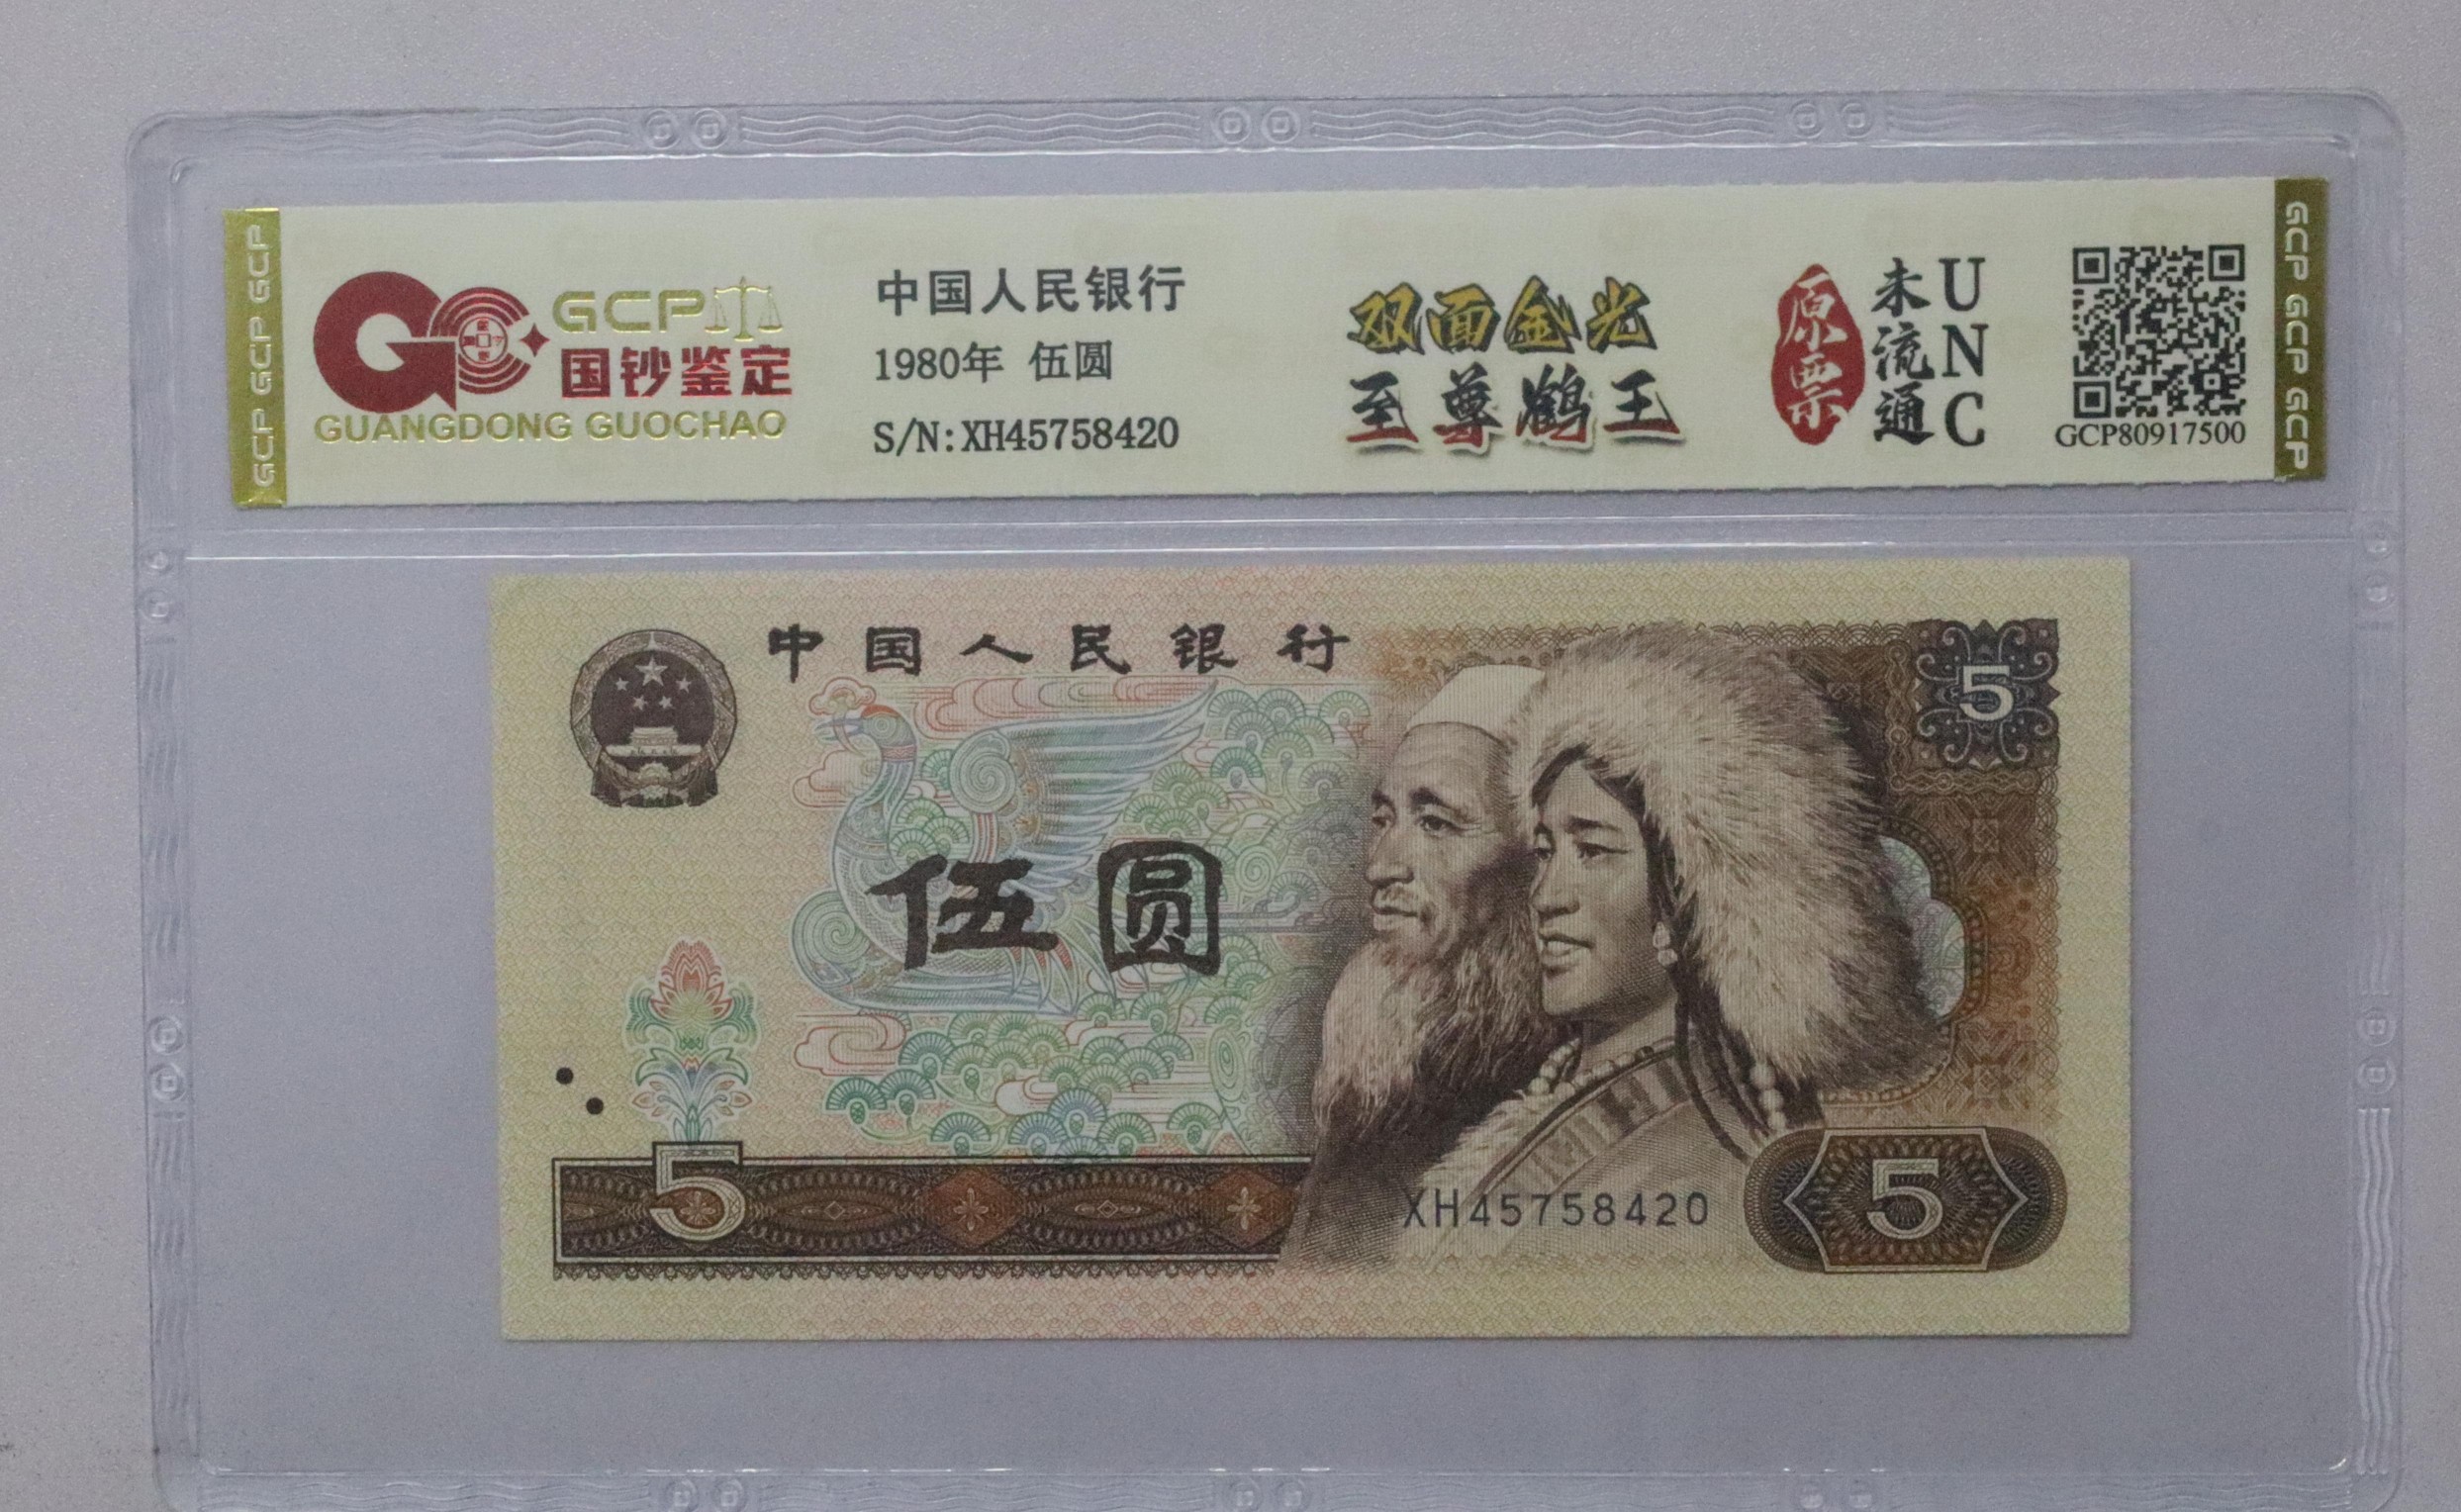 GCP GCP GCP
GCP
国钞鉴定
GUANGDONG GUOCHAO
中国人民银行
1980年 伍圆
S/N:XH45758420
双面金光
至尊鹤王
原票
未流通
UNC
GCP80917500
GCP GCP GCP
中国人民银行
5
伍圆
5
XH45758420
5